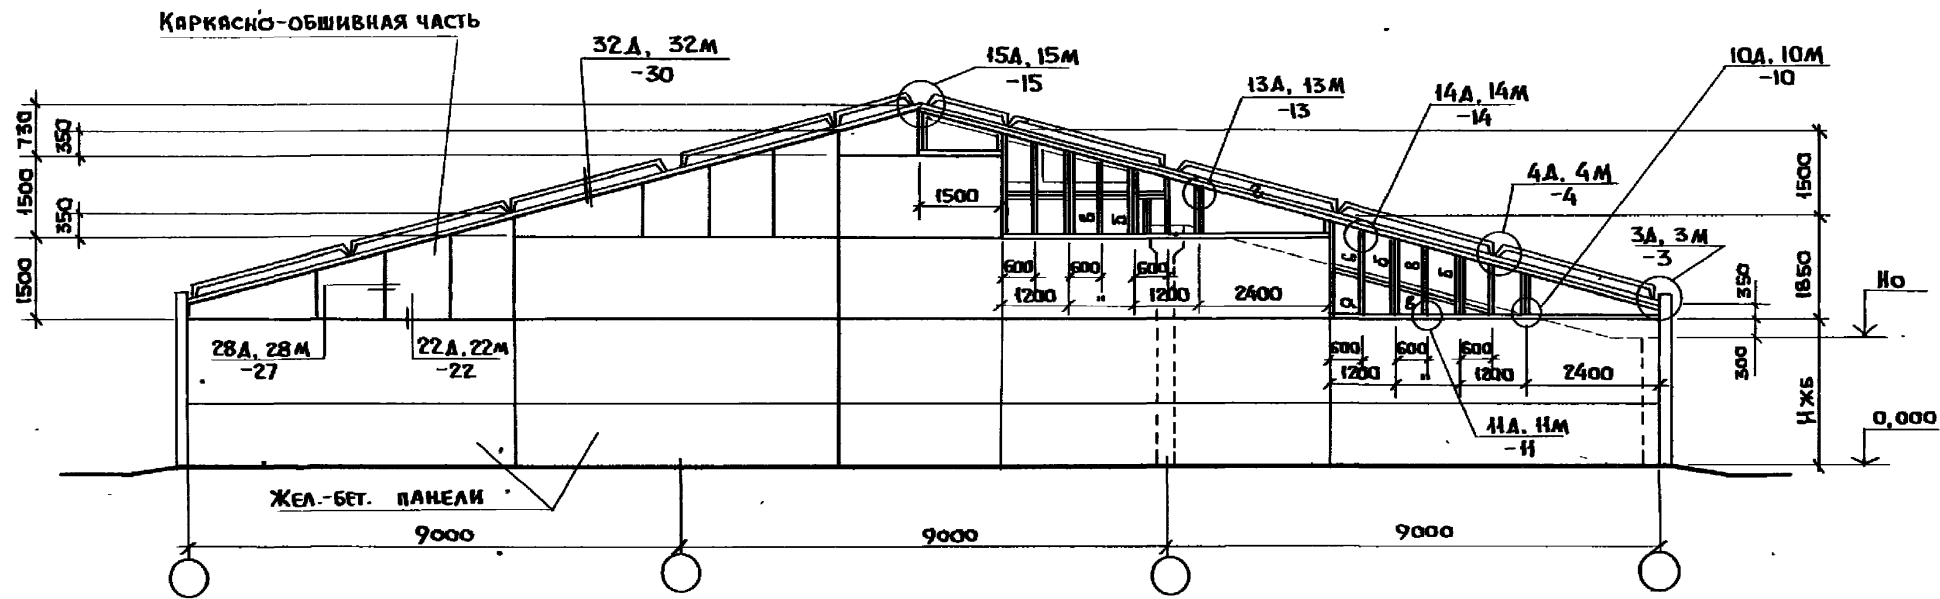 Каркасно-обшивная часть
32Д, 32М
-30
15Д, 15М
-15
13Д, 13М
-13
14Д, 14М
-14
10Д, 10М
-10
4Д, 4М
-4
3Д, 3М
-3
730
350
1500
350
1500
1500
1500
1850
350
300
Нжб
Но
0,000
600
600
600
1200
"
1200
2400
600
600
600
1200
"
1200
2400
28Д, 28М
-27
22Д, 22М
-22
11Д, 11М
-11
Жел.-бет. панели
9000
9000
9000